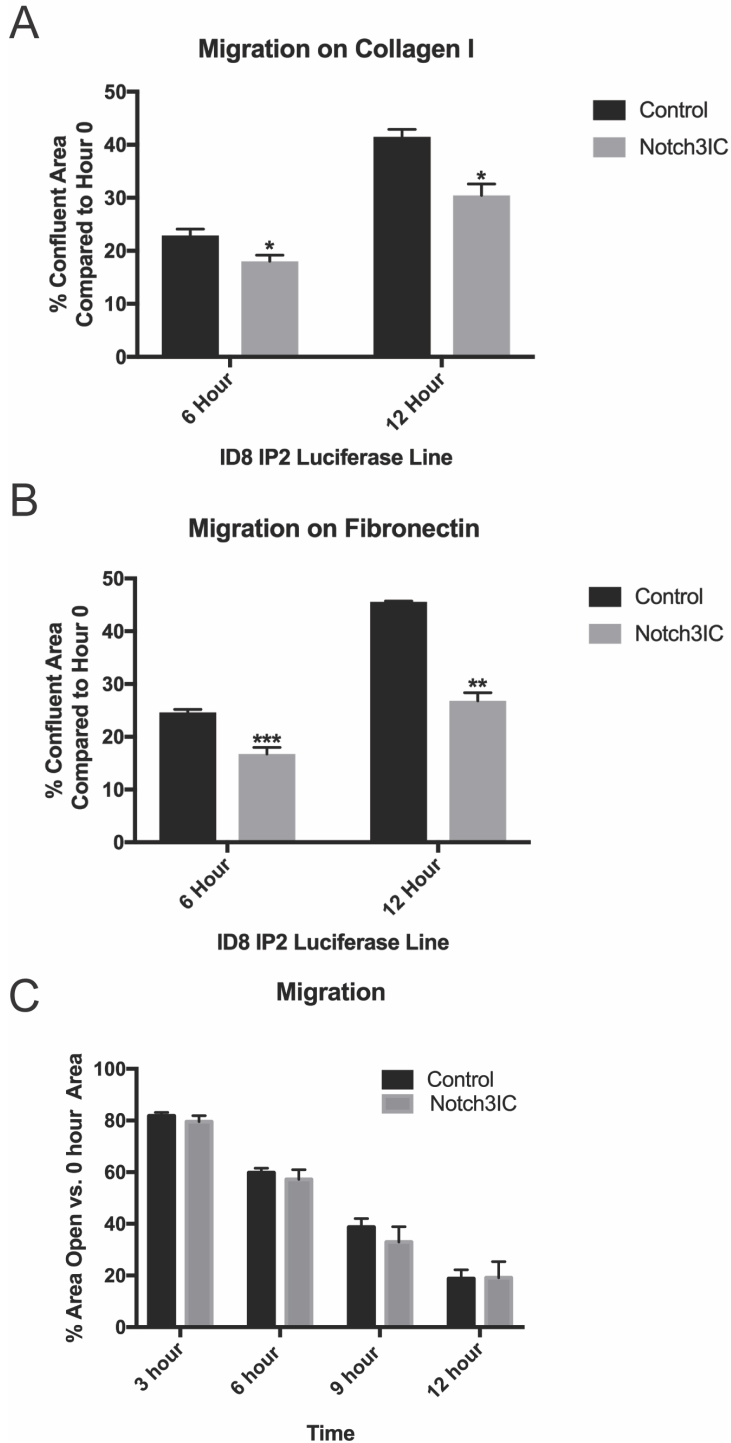 A
Migration on Collagen I
% Confluent Area
Compared to Hour 0
50
40
30
20
10
0
*
*
Control
Notch3IC
6 Hour
12 Hour
ID8 IP2 Luciferase Line
B
Migration on Fibronectin
% Confluent Area
Compared to Hour 0
50
40
30
20
10
0
***
**
Control
Notch3IC
6 Hour
12 Hour
ID8 IP2 Luciferase Line
C
Migration
% Area Open vs. 0 hour Area
100
80
60
40
20
0
Control
Notch3IC
3 hour
6 hour
9 hour
12 hour
Time